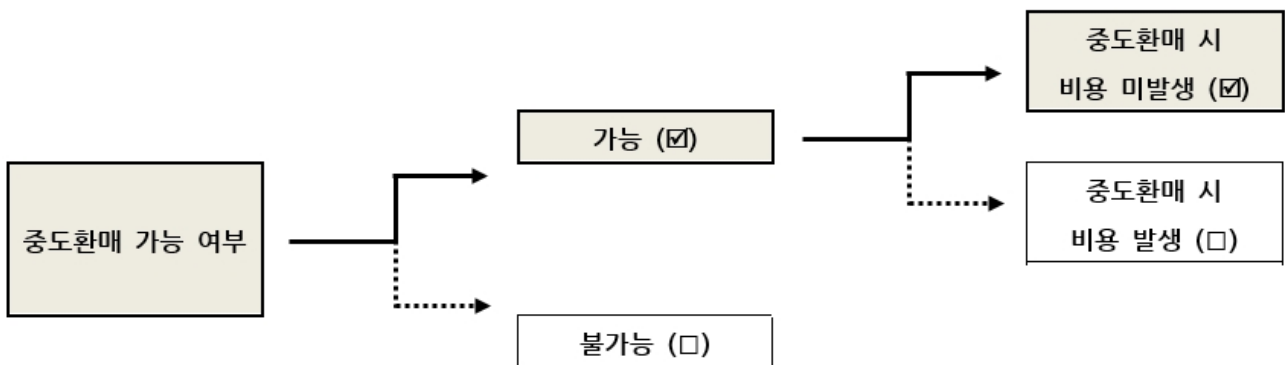 중도환매 가능 여부
가능 (☑)
불가능 (□)
중도환매 시
비용 미발생 (☑)
중도환매 시
비용 발생 (□)